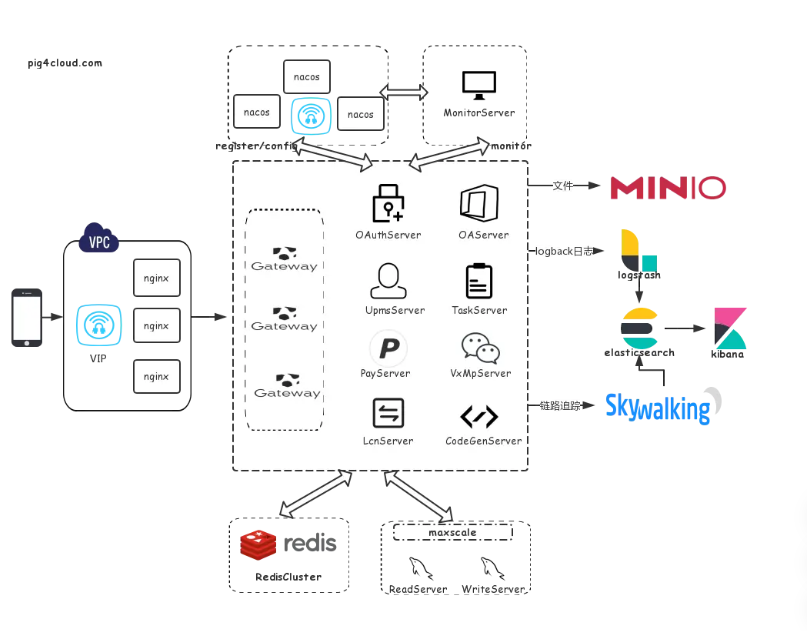 pig4cloud.com
nacos
nacos
nacos
register/config
MonitorServer
monitor
VPC
nginx
nginx
nginx
VIP
Gateway
Gateway
Gateway
OAuthServer
OAServer
UpmsServer
TaskServer
PayServer
VxMpServer
LcnServer
CodeGenServer
文件
MINIO
logback日志
logstash
elasticsearch
kibana
链路追踪
Skywalking
redis
RedisCluster
maxscale
ReadServer
WriteServer